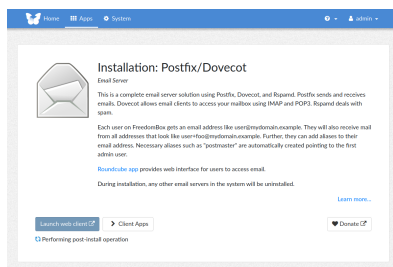 Home Apps System admin
Installation: Postfix/Dovecot
Email Server
This is a complete email server solution using Postfix, Dovecot, and Rspamd. Postfix sends and receives
emails. Dovecot allows email clients to access your mailbox using IMAP and POP3. Rspamd deals with
spam.
Each user on FreedomBox gets an email address like user@mydomain.example. They will also receive mail
from all addresses that look like user+foo@mydomain.example. Further, they can add aliases to their
email address. Necessary aliases such as "postmaster" are automatically created pointing to the first
admin user.
Roundcube app provides web interface for users to access email.
During installation, any other email servers in the system will be uninstalled.
Learn more...
Launch web client Client Apps Donate
Performing post-install operation